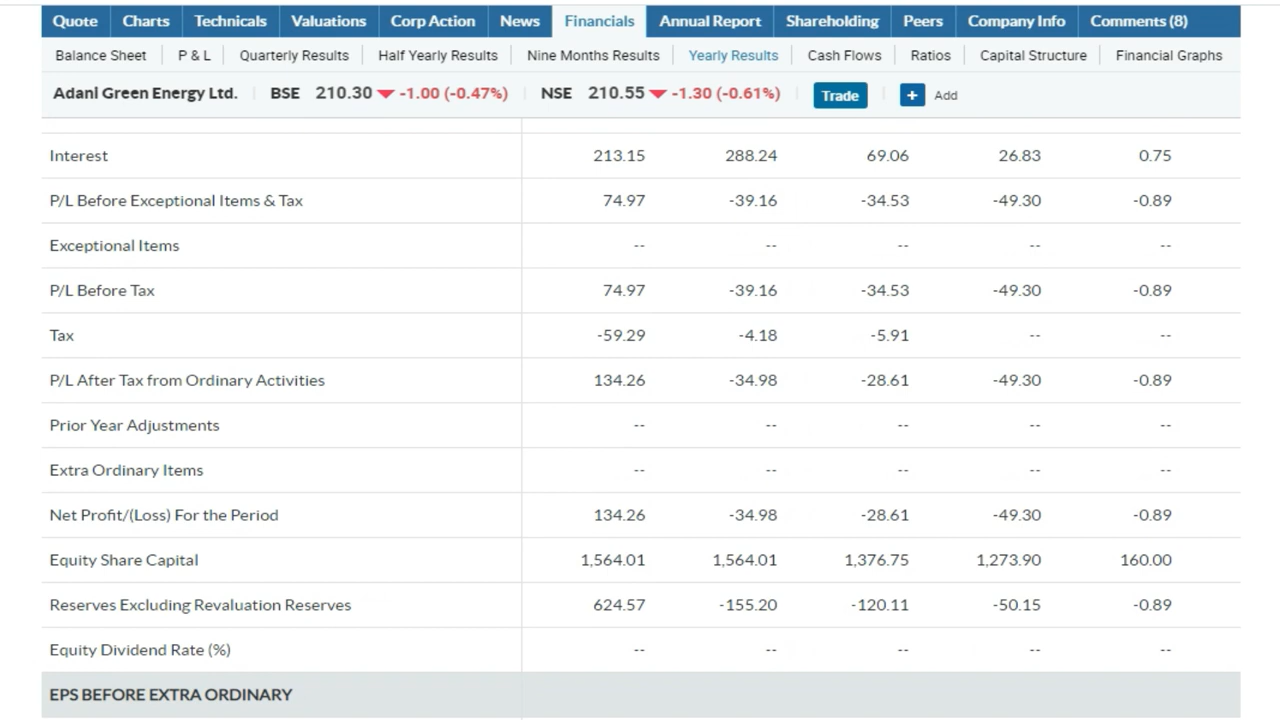 Quote Charts Technicals Valuations Corp Action News Financials Annual Report Shareholding Peers Company Info Comments (8)
Balance Sheet P & L Quarterly Results Half Yearly Results Nine Months Results Yearly Results Cash Flows Ratios Capital Structure Financial Graphs
Adani Green Energy Ltd. BSE 210.30 -1.00 (-0.47%) NSE 210.55 -1.30 (-0.61%) Trade + Add
Interest 213.15 288.24 69.06 26.83 0.75
P/L Before Exceptional Items & Tax 74.97 -39.16 -34.53 -49.30 -0.89
Exceptional Items -- -- -- -- --
P/L Before Tax 74.97 -39.16 -34.53 -49.30 -0.89
Tax -59.29 -4.18 -5.91 -- --
P/L After Tax from Ordinary Activities 134.26 -34.98 -28.61 -49.30 -0.89
Prior Year Adjustments -- -- -- -- --
Extra Ordinary Items -- -- -- -- --
Net Profit/(Loss) For the Period 134.26 -34.98 -28.61 -49.30 -0.89
Equity Share Capital 1,564.01 1,564.01 1,376.75 1,273.90 160.00
Reserves Excluding Revaluation Reserves 624.57 -155.20 -120.11 -50.15 -0.89
Equity Dividend Rate (%) -- -- -- -- --
EPS BEFORE EXTRA ORDINARY